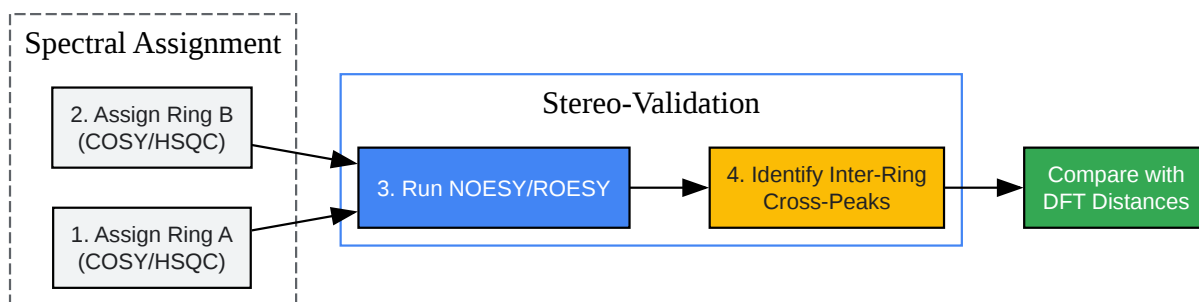 Spectral Assignment
2. Assign Ring B
(COSY/HSQC)
1. Assign Ring A
(COSY/HSQC)
Stereo-Validation
3. Run NOESY/ROESY
4. Identify Inter-Ring
Cross-Peaks
Compare with
DFT Distances